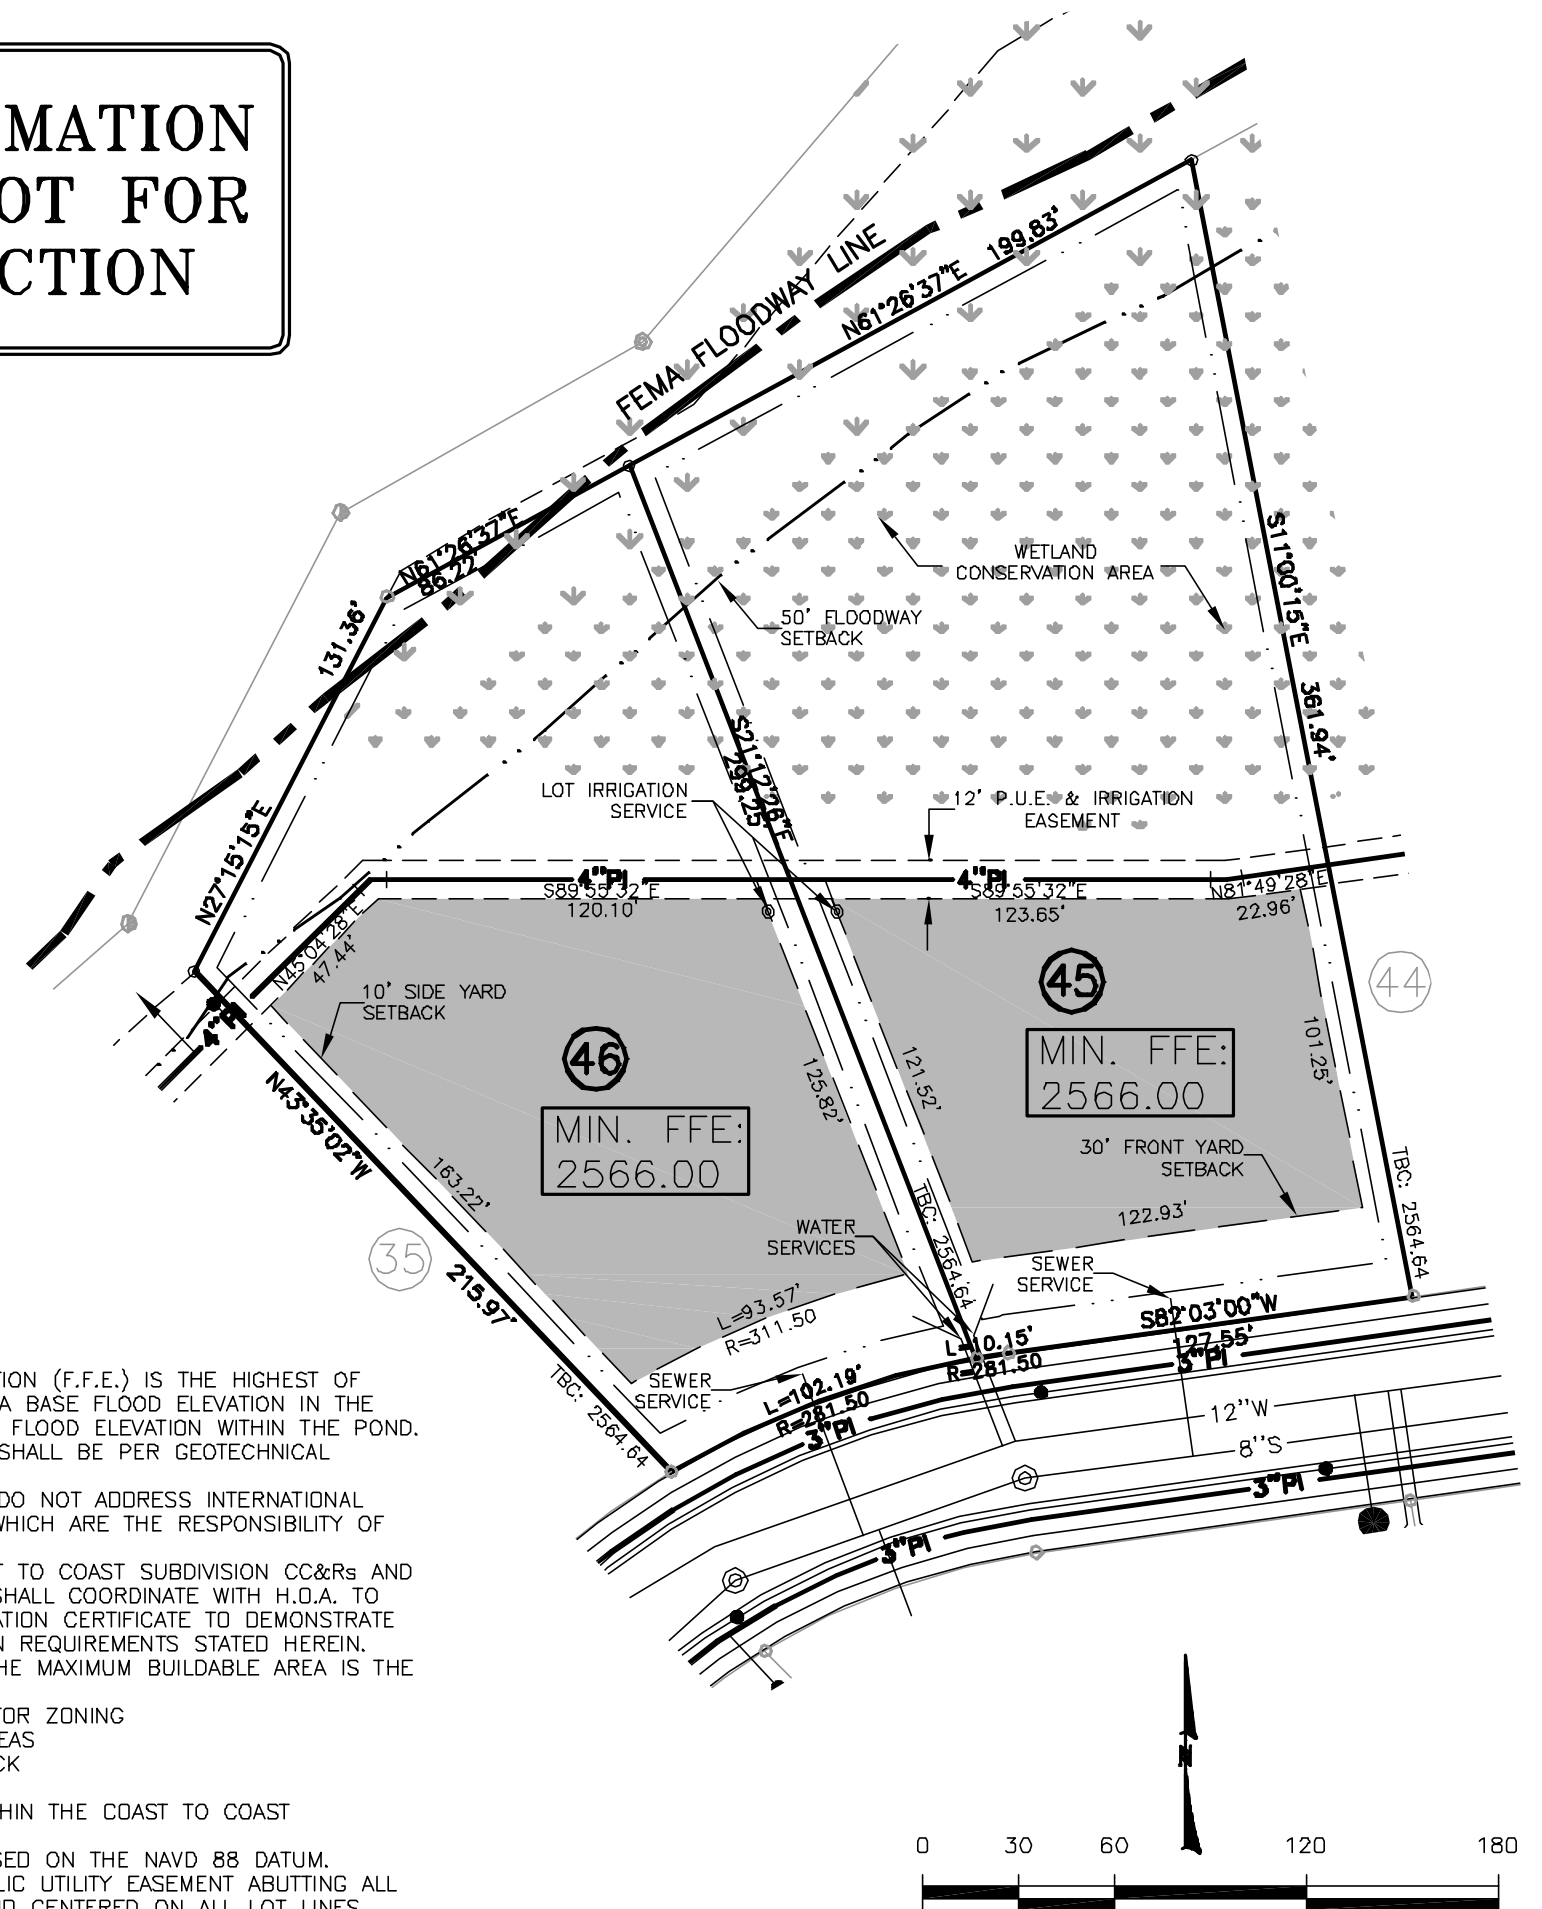 MATION
OT FOR
CTION
FEMA FLOODWAY LINE
N61°26'37"E 199.83'
N61°26'37"E
86.22'
131.36'
N27°15'15"E
WETLAND
CONSERVATION AREA
S11°00'15"E 361.94'
50' FLOODWAY
SETBACK
S21°12'26"E
299.25'
LOT IRRIGATION
SERVICE
12' P.U.E. & IRRIGATION
EASEMENT
4"PI
S89°55'32"E
120.10'
4"PI
S89°55'32"E
123.65'
N81°49'28"E
22.96'
N45°04'28"E
47.44'
4"PI
10' SIDE YARD
SETBACK
45
44
MIN. FFE:
2566.00
46
MIN. FFE:
2566.00
101.25'
121.52'
125.82'
N43°35'02"W
163.22'
30' FRONT YARD
SETBACK
122.93'
TBC: 2564.64
TBC: 2564.64
35
215.97'
WATER
SERVICES
SEWER
SERVICE
L=93.57'
R=311.50
S82°03'00"W
127.55'
3"PI
L=10.15'
R=281.50
SEWER
SERVICE
L=102.19'
R=281.50
3"PI
TBC: 2564.64
12"W
8"S
3"PI
3"PI
TION (F.F.E.) IS THE HIGHEST OF
A BASE FLOOD ELEVATION IN THE
FLOOD ELEVATION WITHIN THE POND.
SHALL BE PER GEOTECHNICAL
DO NOT ADDRESS INTERNATIONAL
WHICH ARE THE RESPONSIBILITY OF
T TO COAST SUBDIVISION CC&Rs AND
SHALL COORDINATE WITH H.O.A. TO
ATION CERTIFICATE TO DEMONSTRATE
N REQUIREMENTS STATED HEREIN.
HE MAXIMUM BUILDABLE AREA IS THE
FOR ZONING
EAS
CK
HIN THE COAST TO COAST
SED ON THE NAVD 88 DATUM.
LIC UTILITY EASEMENT ABUTTING ALL
ND CENTERED ON ALL LOT LINES
N
0 30 60 120 180